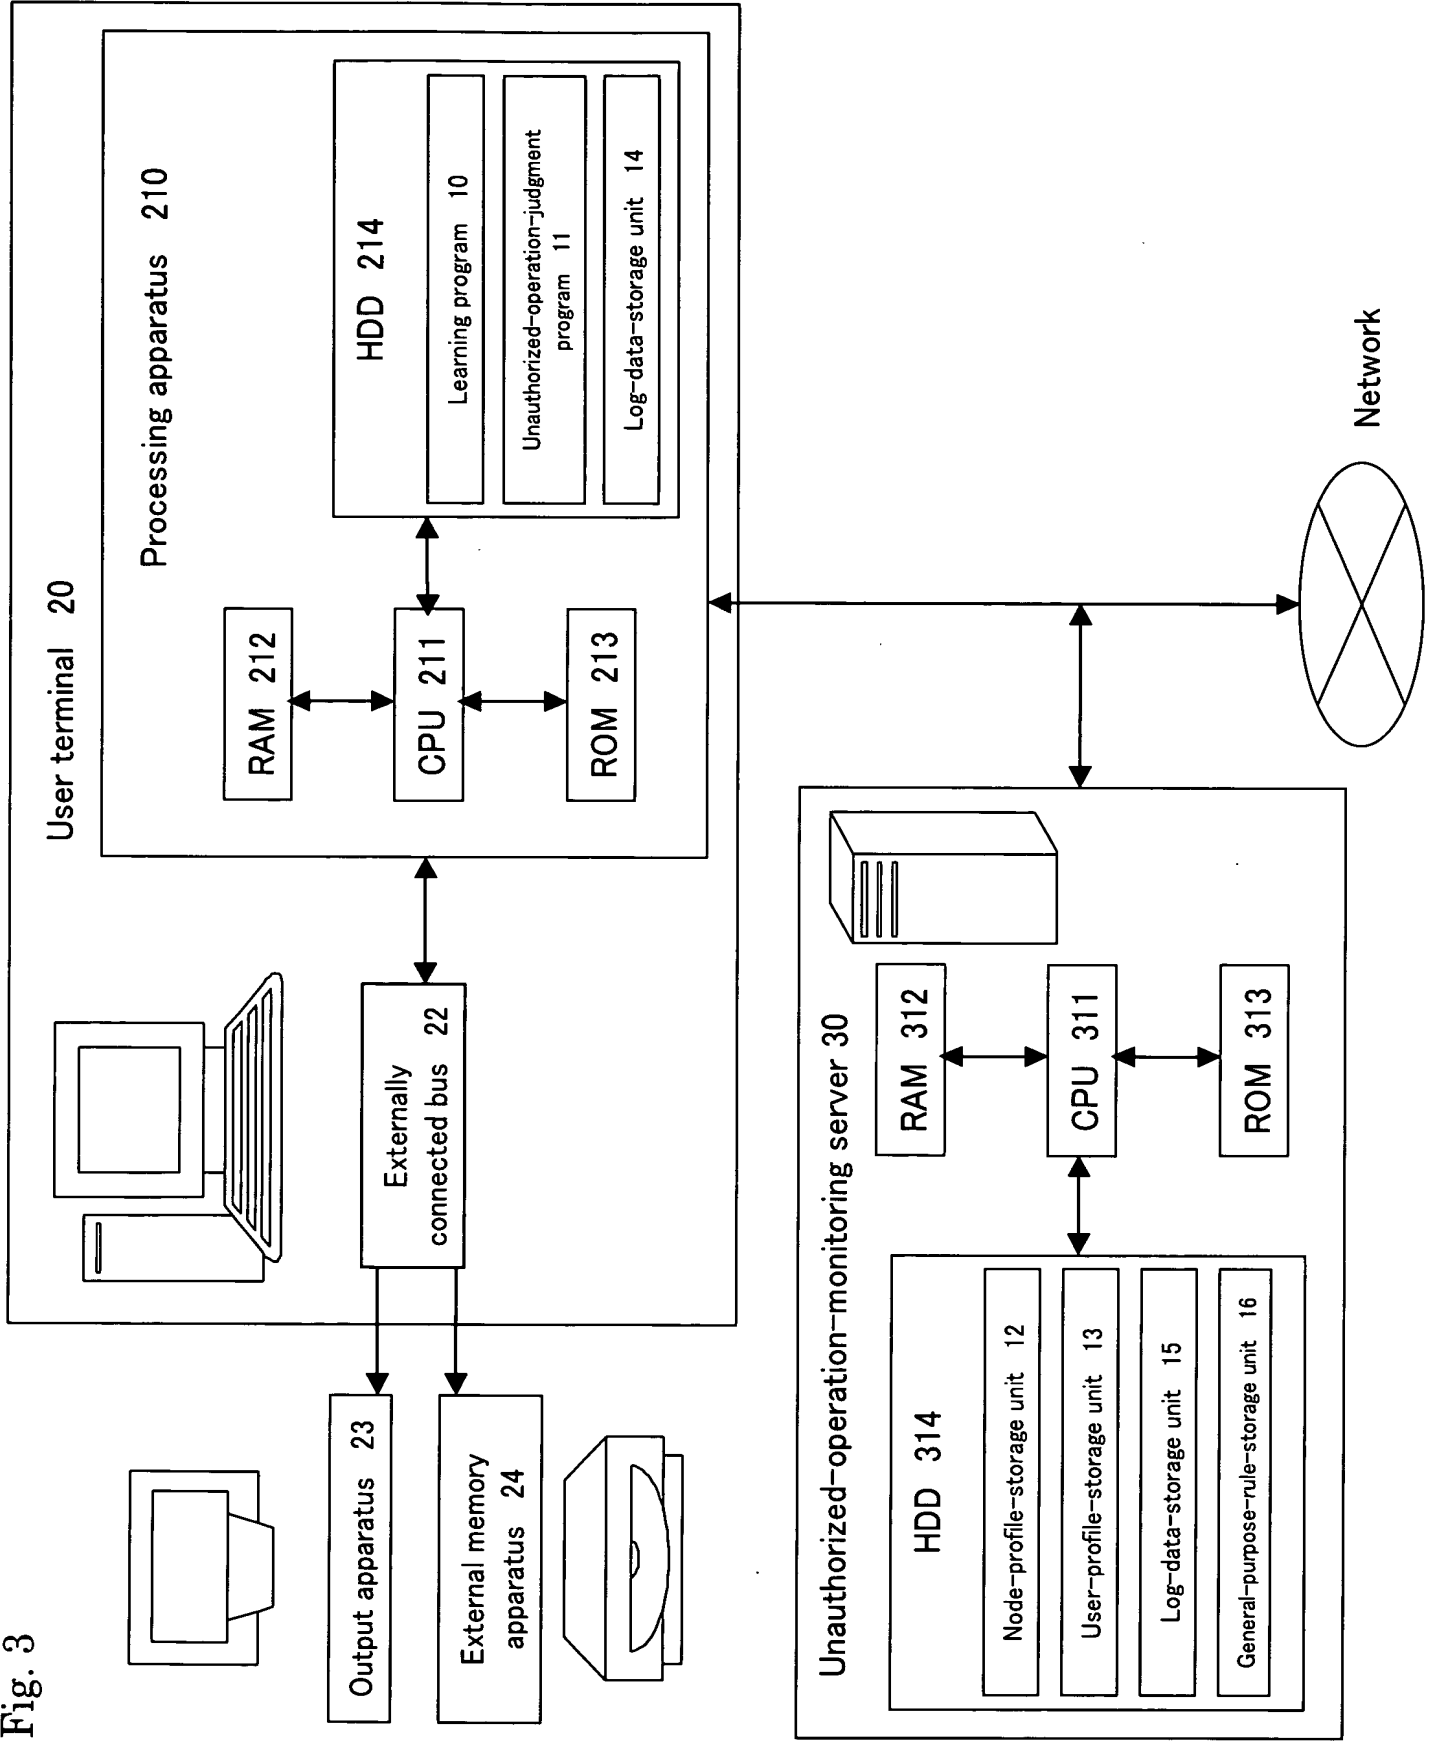 Fig. 3
User terminal 20
Processing apparatus 210
RAM 212
CPU 211
ROM 213
HDD 214
Learning program 10
Unauthorized-operation-judgment
program 11
Log-data-storage unit 14
Externally
connected bus 22
Output apparatus 23
External memory
apparatus 24
Unauthorized-operation-monitoring server 30
RAM 312
CPU 311
ROM 313
HDD 314
Node-profile-storage unit 12
User-profile-storage unit 13
Log-data-storage unit 15
General-purpose-rule-storage unit 16
Network